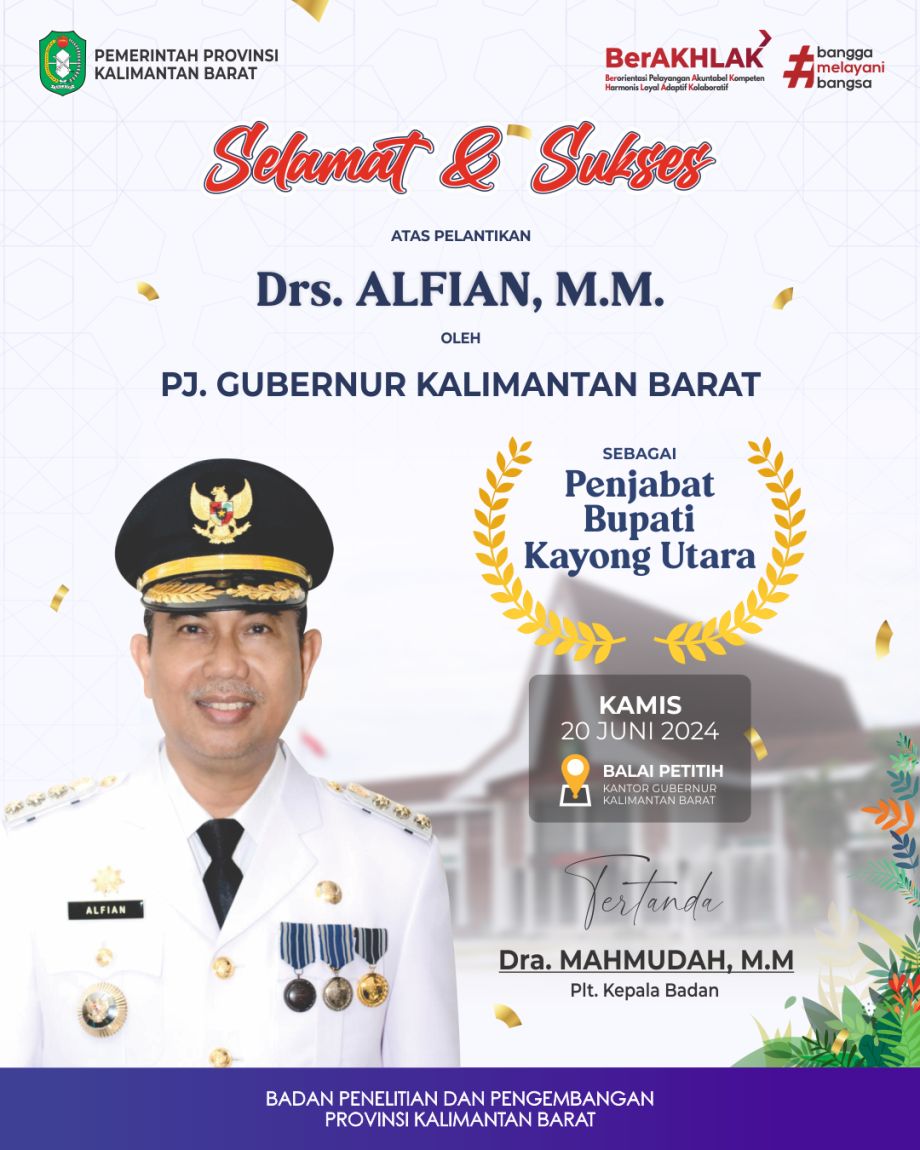 PEMERINTAH PROVINSI
KALIMANTAN BARAT
BerAKHLAK
Berorientasi Pelayangan Akuntabel Kompeten
Harmonis Loyal Adaptif Kolaboratif
#bangga
melayani
bangsa
Selamat & Sukses
ATAS PELANTIKAN
Drs. ALFIAN, M.M.
OLEH
PJ. GUBERNUR KALIMANTAN BARAT
SEBAGAI
Penjabat
Bupati
Kayong Utara
KAMIS
20 JUNI 2024
BALAI PETITIH
KANTOR GUBERNUR
KALIMANTAN BARAT
ALFIAN
Tertanda
Dra. MAHMUDAH, M.M
Plt. Kepala Badan
BADAN PENELITIAN DAN PENGEMBANGAN
PROVINSI KALIMANTAN BARAT